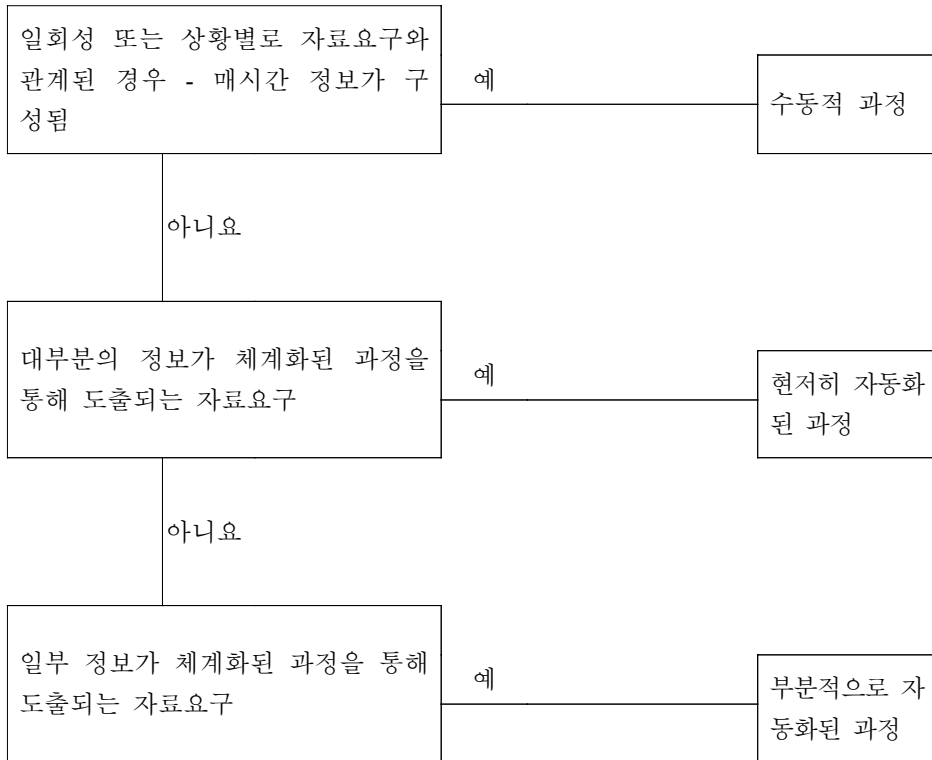 일회성 또는 상황별로 자료요구와
관계된 경우 - 매시간 정보가 구
성됨
예
수동적 과정
아니요
대부분의 정보가 체계화된 과정을
통해 도출되는 자료요구
예
현저히 자동화
된 과정
아니요
일부 정보가 체계화된 과정을 통해
도출되는 자료요구
예
부분적으로 자
동화된 과정